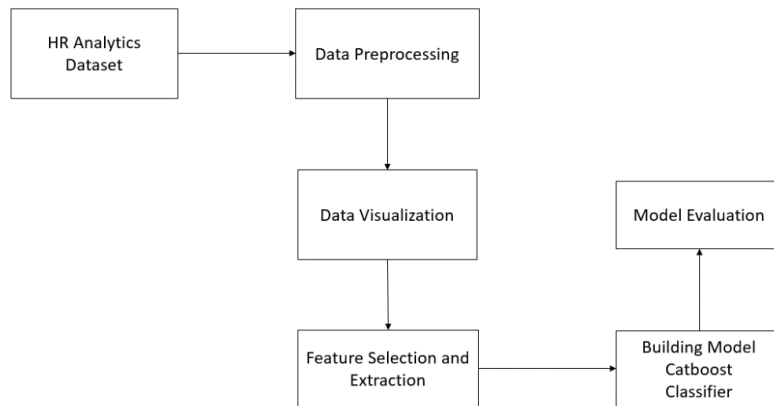 HR Analytics
Dataset
Data Preprocessing
Data Visualization
Feature Selection and
Extraction
Building Model
Catboost
Classifier
Model Evaluation